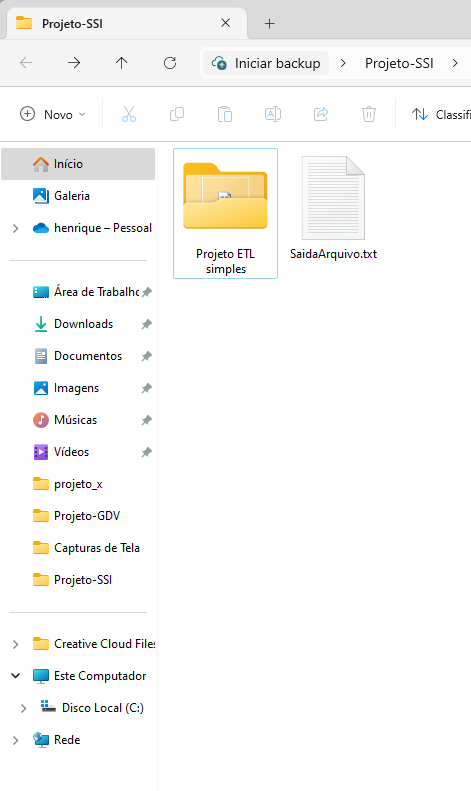 Projeto-SSI
Iniciar backup
Projeto-SSI
Novo
Classifi
Início
Galeria
henrique – Pessoal
Área de Trabalho
Downloads
Documentos
Imagens
Músicas
Vídeos
projeto_x
Projeto-GDV
Capturas de Tela
Projeto-SSI
Creative Cloud Files
Este Computador
Disco Local (C:)
Rede
Projeto ETL
simples
SaidaArquivo.txt